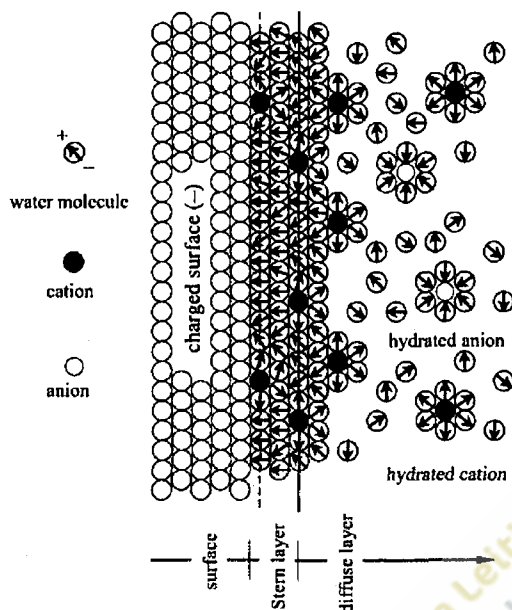 +
−
water molecule
cation
anion
charged surface (−)
hydrated anion
hydrated cation
surface
Stern layer
diffuse layer